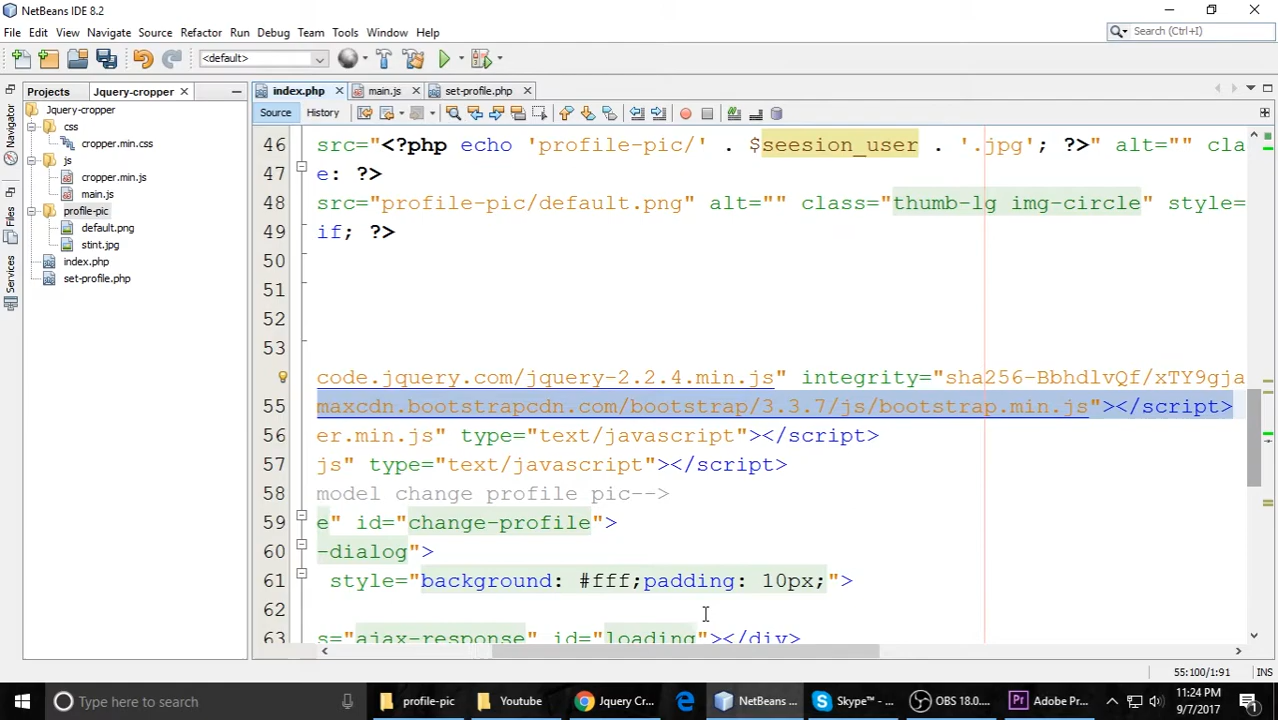 NetBeans IDE 8.2
File Edit View Navigate Source Refactor Run Debug Team Tools Window Help
Search (Ctrl+I)
<default>
Projects
Jquery-cropper
index.php
main.js
set-profile.php
Source
History
Navigator
Files
Services
Jquery-cropper
css
cropper.min.css
js
cropper.min.js
main.js
profile-pic
default.png
stint.jpg
index.php
set-profile.php
46 src="<?php echo 'profile-pic/' . $seesion_user . '.jpg'; ?>" alt="" cla
47 e: ?>
48 src="profile-pic/default.png" alt="" class="thumb-lg img-circle" style=
49 if; ?>
50
51
52
53
code.jquery.com/jquery-2.2.4.min.js" integrity="sha256-BbhdlvQf/xTY9gja
55 maxcdn.bootstrapcdn.com/bootstrap/3.3.7/js/bootstrap.min.js"></script>
56 er.min.js" type="text/javascript"></script>
57 js" type="text/javascript"></script>
58 model change profile pic-->
59 e" id="change-profile">
60 -dialog">
61 style="background: #fff;padding: 10px;">
62
63 s="ajax-response" id="loading"></div>
55:100/1:91 INS
Type here to search
profile-pic
Youtube
Jquery Cr...
NetBeans ...
Skype™ - ...
OBS 18.0....
Adobe Pr...
11:24 PM
9/7/2017